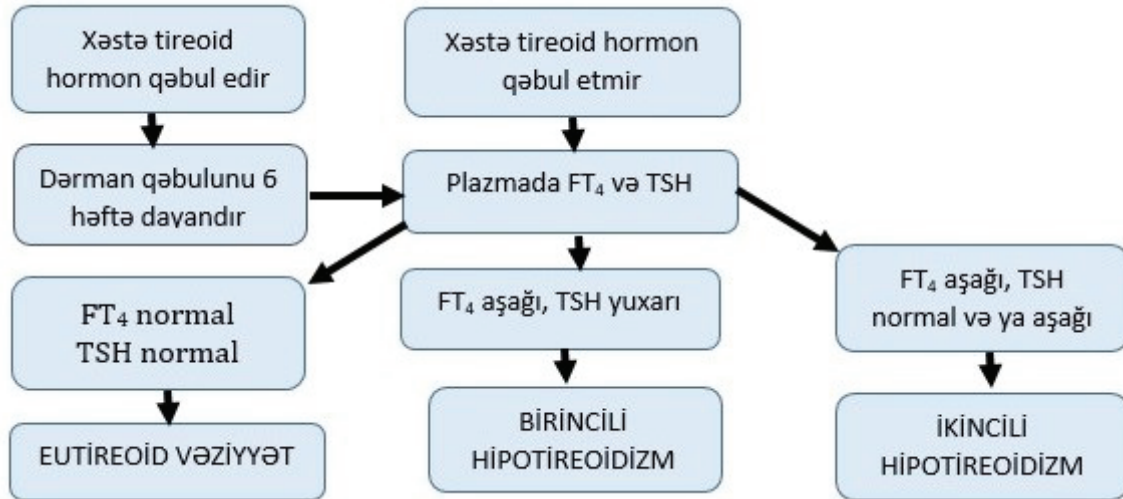 Xəstə tireoid
hormon qəbul edir
Xəstə tireoid hormon
qəbul etmir
Dərman qəbulunu 6
həftə dayandır
Plazmada FT₄ və TSH
FT₄ normal
TSH normal
FT₄ aşağı, TSH yuxarı
FT₄ aşağı, TSH
normal və ya aşağı
EUTİREOİD VƏZİYYƏT
BİRİNCİLİ
HİPOTİREOİDİZM
İKİNCİLİ
HİPOTİREOİDİZM